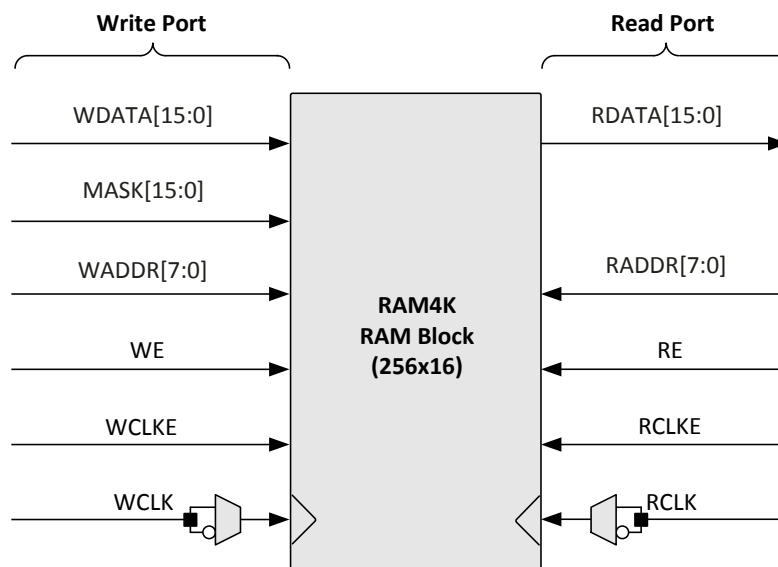 Write Port
Read Port
WDATA[15:0]
RDATA[15:0]
MASK[15:0]
WADDR[7:0]
RADDR[7:0]
RAM4K
RAM Block
(256x16)
WE
RE
WCLKE
RCLKE
WCLK
RCLK